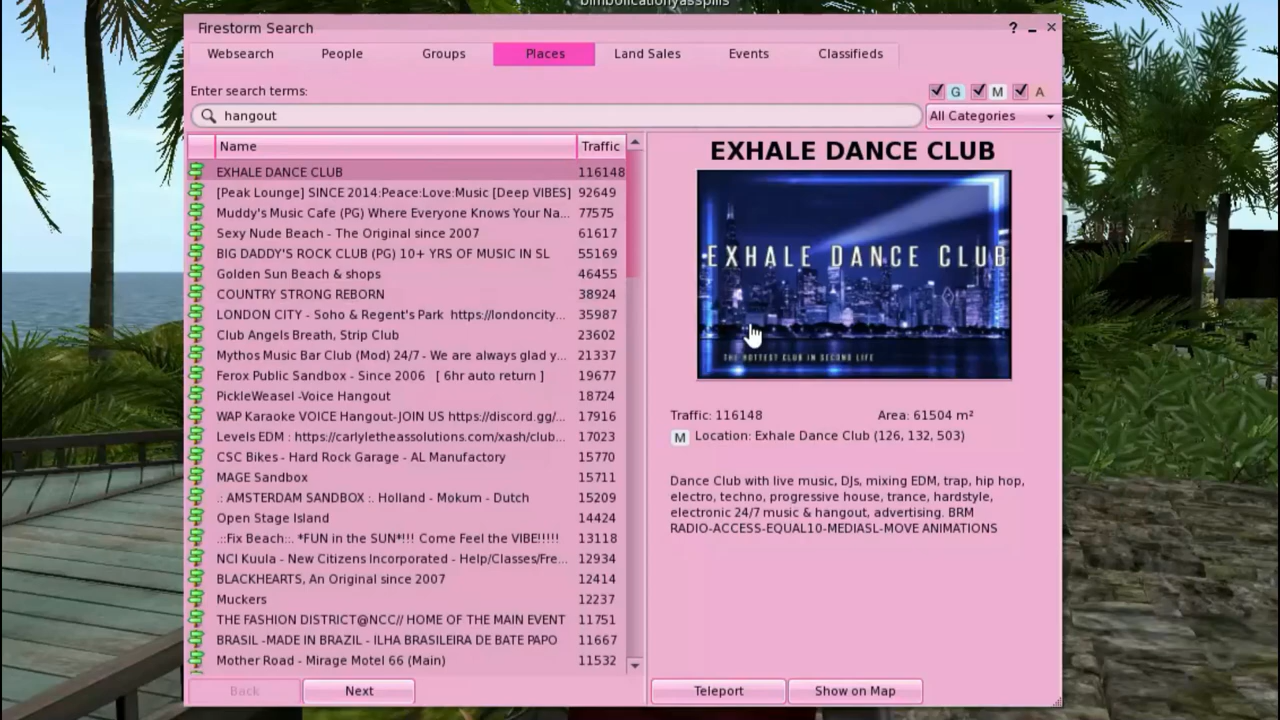 bimbolicationyasspills
Firestorm Search
?
Websearch People Groups Places Land Sales Events Classifieds
Enter search terms:
G M A
hangout
All Categories
Name Traffic
EXHALE DANCE CLUB 116148
[Peak Lounge] SINCE 2014:Peace:Love:Music [Deep VIBES] 92649
Muddy's Music Cafe (PG) Where Everyone Knows Your Na... 77575
Sexy Nude Beach - The Original since 2007 61617
BIG DADDY'S ROCK CLUB (PG) 10+ YRS OF MUSIC IN SL 55169
Golden Sun Beach & shops 46455
COUNTRY STRONG REBORN 38924
LONDON CITY - Soho & Regent's Park https://londoncity... 35987
Club Angels Breath, Strip Club 23602
Mythos Music Bar Club (Mod) 24/7 - We are always glad y... 21337
Ferox Public Sandbox - Since 2006 [ 6hr auto return ] 19677
PickleWeasel -Voice Hangout 18724
WAP Karaoke VOICE Hangout-JOIN US https://discord.gg/... 17916
Levels EDM : https://carlyletheassolutions.com/xash/club... 17023
CSC Bikes - Hard Rock Garage - AL Manufactory 15770
MAGE Sandbox 15711
.: AMSTERDAM SANDBOX :. Holland - Mokum - Dutch 15209
Open Stage Island 14424
.::Fix Beach::. *FUN in the SUN*!!! Come Feel the VIBE!!!!! 13118
NCI Kuula - New Citizens Incorporated - Help/Classes/Fre... 12934
BLACKHEARTS, An Original since 2007 12414
Muckers 12237
THE FASHION DISTRICT@NCC// HOME OF THE MAIN EVENT 11751
BRASIL -MADE IN BRAZIL - ILHA BRASILEIRA DE BATE PAPO 11667
Mother Road - Mirage Motel 66 (Main) 11532
Back Next
EXHALE DANCE CLUB
EXHALE DANCE CLUB
THE HOTTEST CLUB IN SECOND LIFE
Traffic: 116148 Area: 61504 m²
M Location: Exhale Dance Club (126, 132, 503)
Dance Club with live music, DJs, mixing EDM, trap, hip hop,
electro, techno, progressive house, trance, hardstyle,
electronic 24/7 music & hangout, advertising. BRM
RADIO-ACCESS-EQUAL10-MEDIASL-MOVE ANIMATIONS
Teleport Show on Map